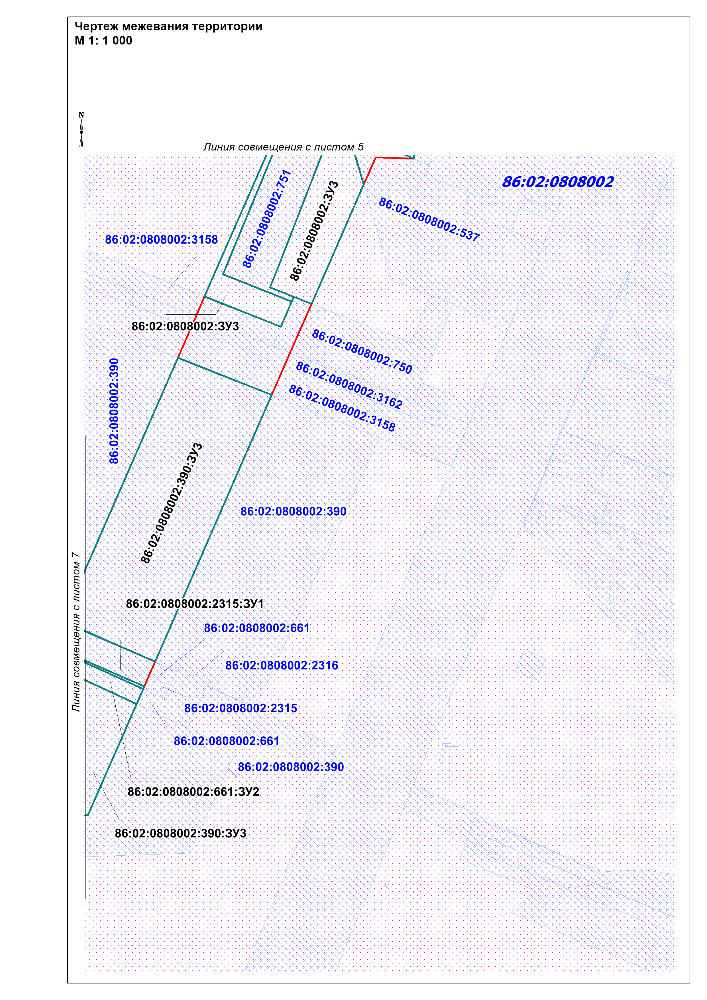 Чертеж межевания территории
М 1: 1 000
N
Линия совмещения с листом 5
86:02:0808002
86:02:0808002:751
86:02:0808002:ЗУ3
86:02:0808002:537
86:02:0808002:3158
86:02:0808002:ЗУ3
86:02:0808002:750
86:02:0808002:3162
86:02:0808002:3158
86:02:0808002:390
86:02:0808002:390:ЗУ3
86:02:0808002:390
Линия совмещения с листом 7
86:02:0808002:2315:ЗУ1
86:02:0808002:661
86:02:0808002:2316
86:02:0808002:2315
86:02:0808002:661
86:02:0808002:390
86:02:0808002:661:ЗУ2
86:02:0808002:390:ЗУ3